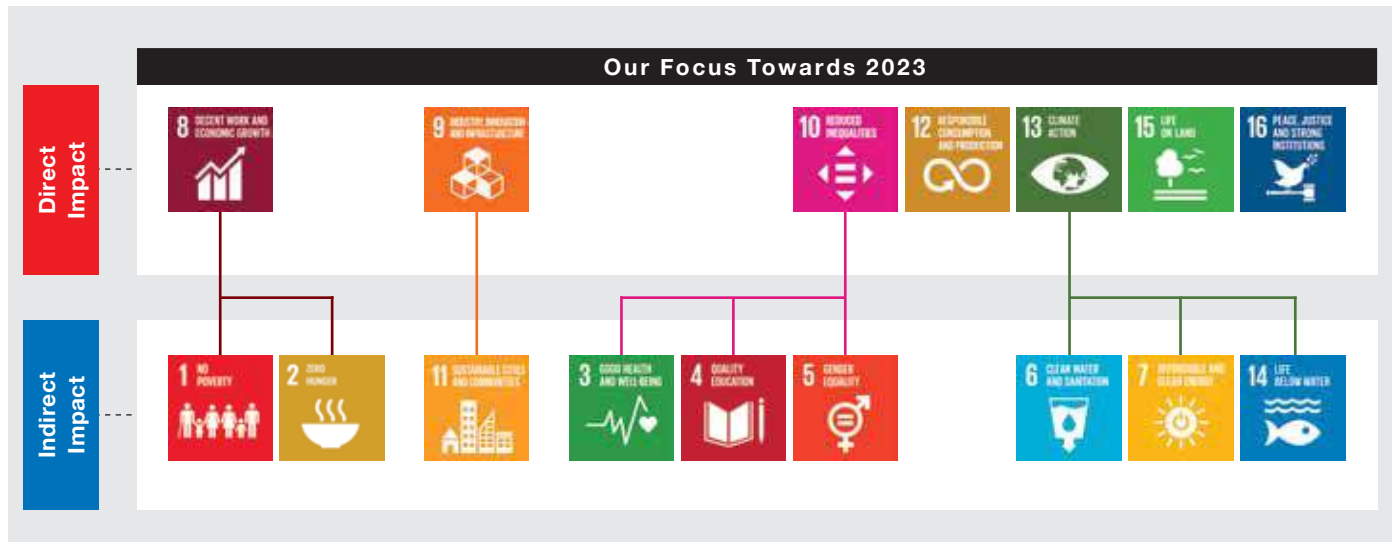 Our Focus Towards 2023
Direct
Impact
8 DECENT WORK AND
ECONOMIC GROWTH
9 INDUSTRY, INNOVATION
AND INFRASTRUCTURE
10 REDUCED
INEQUALITIES
12 RESPONSIBLE
CONSUMPTION
AND PRODUCTION
13 CLIMATE
ACTION
15 LIFE
ON LAND
16 PEACE, JUSTICE
AND STRONG
INSTITUTIONS
Indirect
Impact
1 NO
POVERTY
2 ZERO
HUNGER
11 SUSTAINABLE CITIES
AND COMMUNITIES
3 GOOD HEALTH
AND WELL-BEING
4 QUALITY
EDUCATION
5 GENDER
EQUALITY
6 CLEAN WATER
AND SANITATION
7 AFFORDABLE AND
CLEAN ENERGY
14 LIFE
BELOW WATER